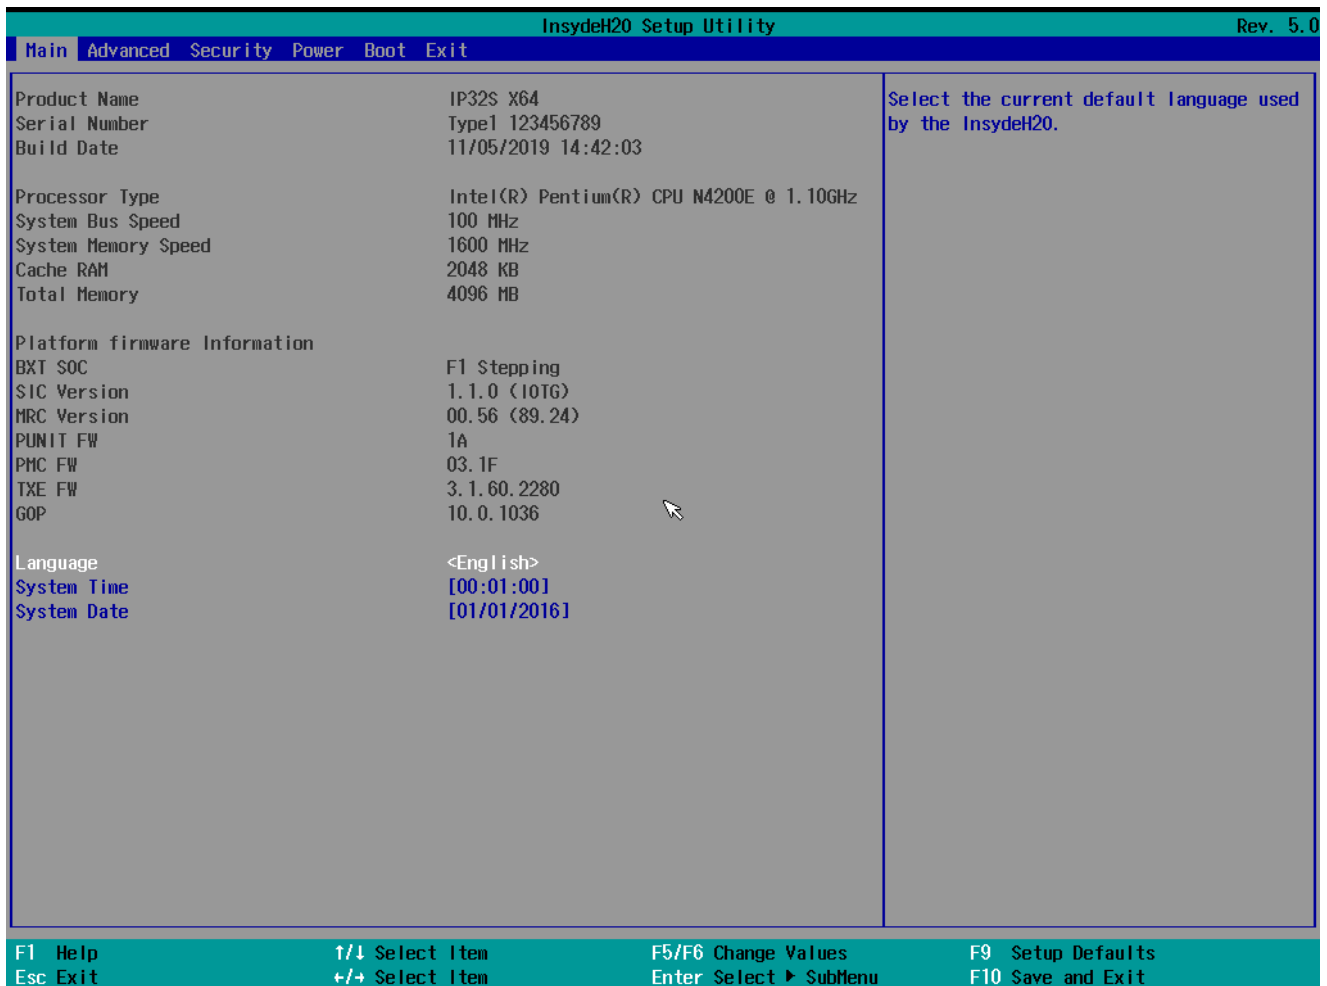 InsydeH20 Setup Utility Rev. 5.0
Main Advanced Security Power Boot Exit
Product Name IP32S X64
Serial Number Type1 123456789
Build Date 11/05/2019 14:42:03
Processor Type Intel(R) Pentium(R) CPU N4200E @ 1.10GHz
System Bus Speed 100 MHz
System Memory Speed 1600 MHz
Cache RAM 2048 KB
Total Memory 4096 MB
Platform firmware Information
BXT SOC F1 Stepping
SIC Version 1.1.0 (IOTG)
MRC Version 00.56 (89.24)
PUNIT FW 1A
PMC FW 03.1F
TXE FW 3.1.60.2280
GOP 10.0.1036
Language <English>
System Time [00:01:00]
System Date [01/01/2016]
Select the current default language used
by the InsydeH20.
F1 Help ↑/↓ Select Item F5/F6 Change Values F9 Setup Defaults
Esc Exit ←/→ Select Item Enter Select ▶ SubMenu F10 Save and Exit